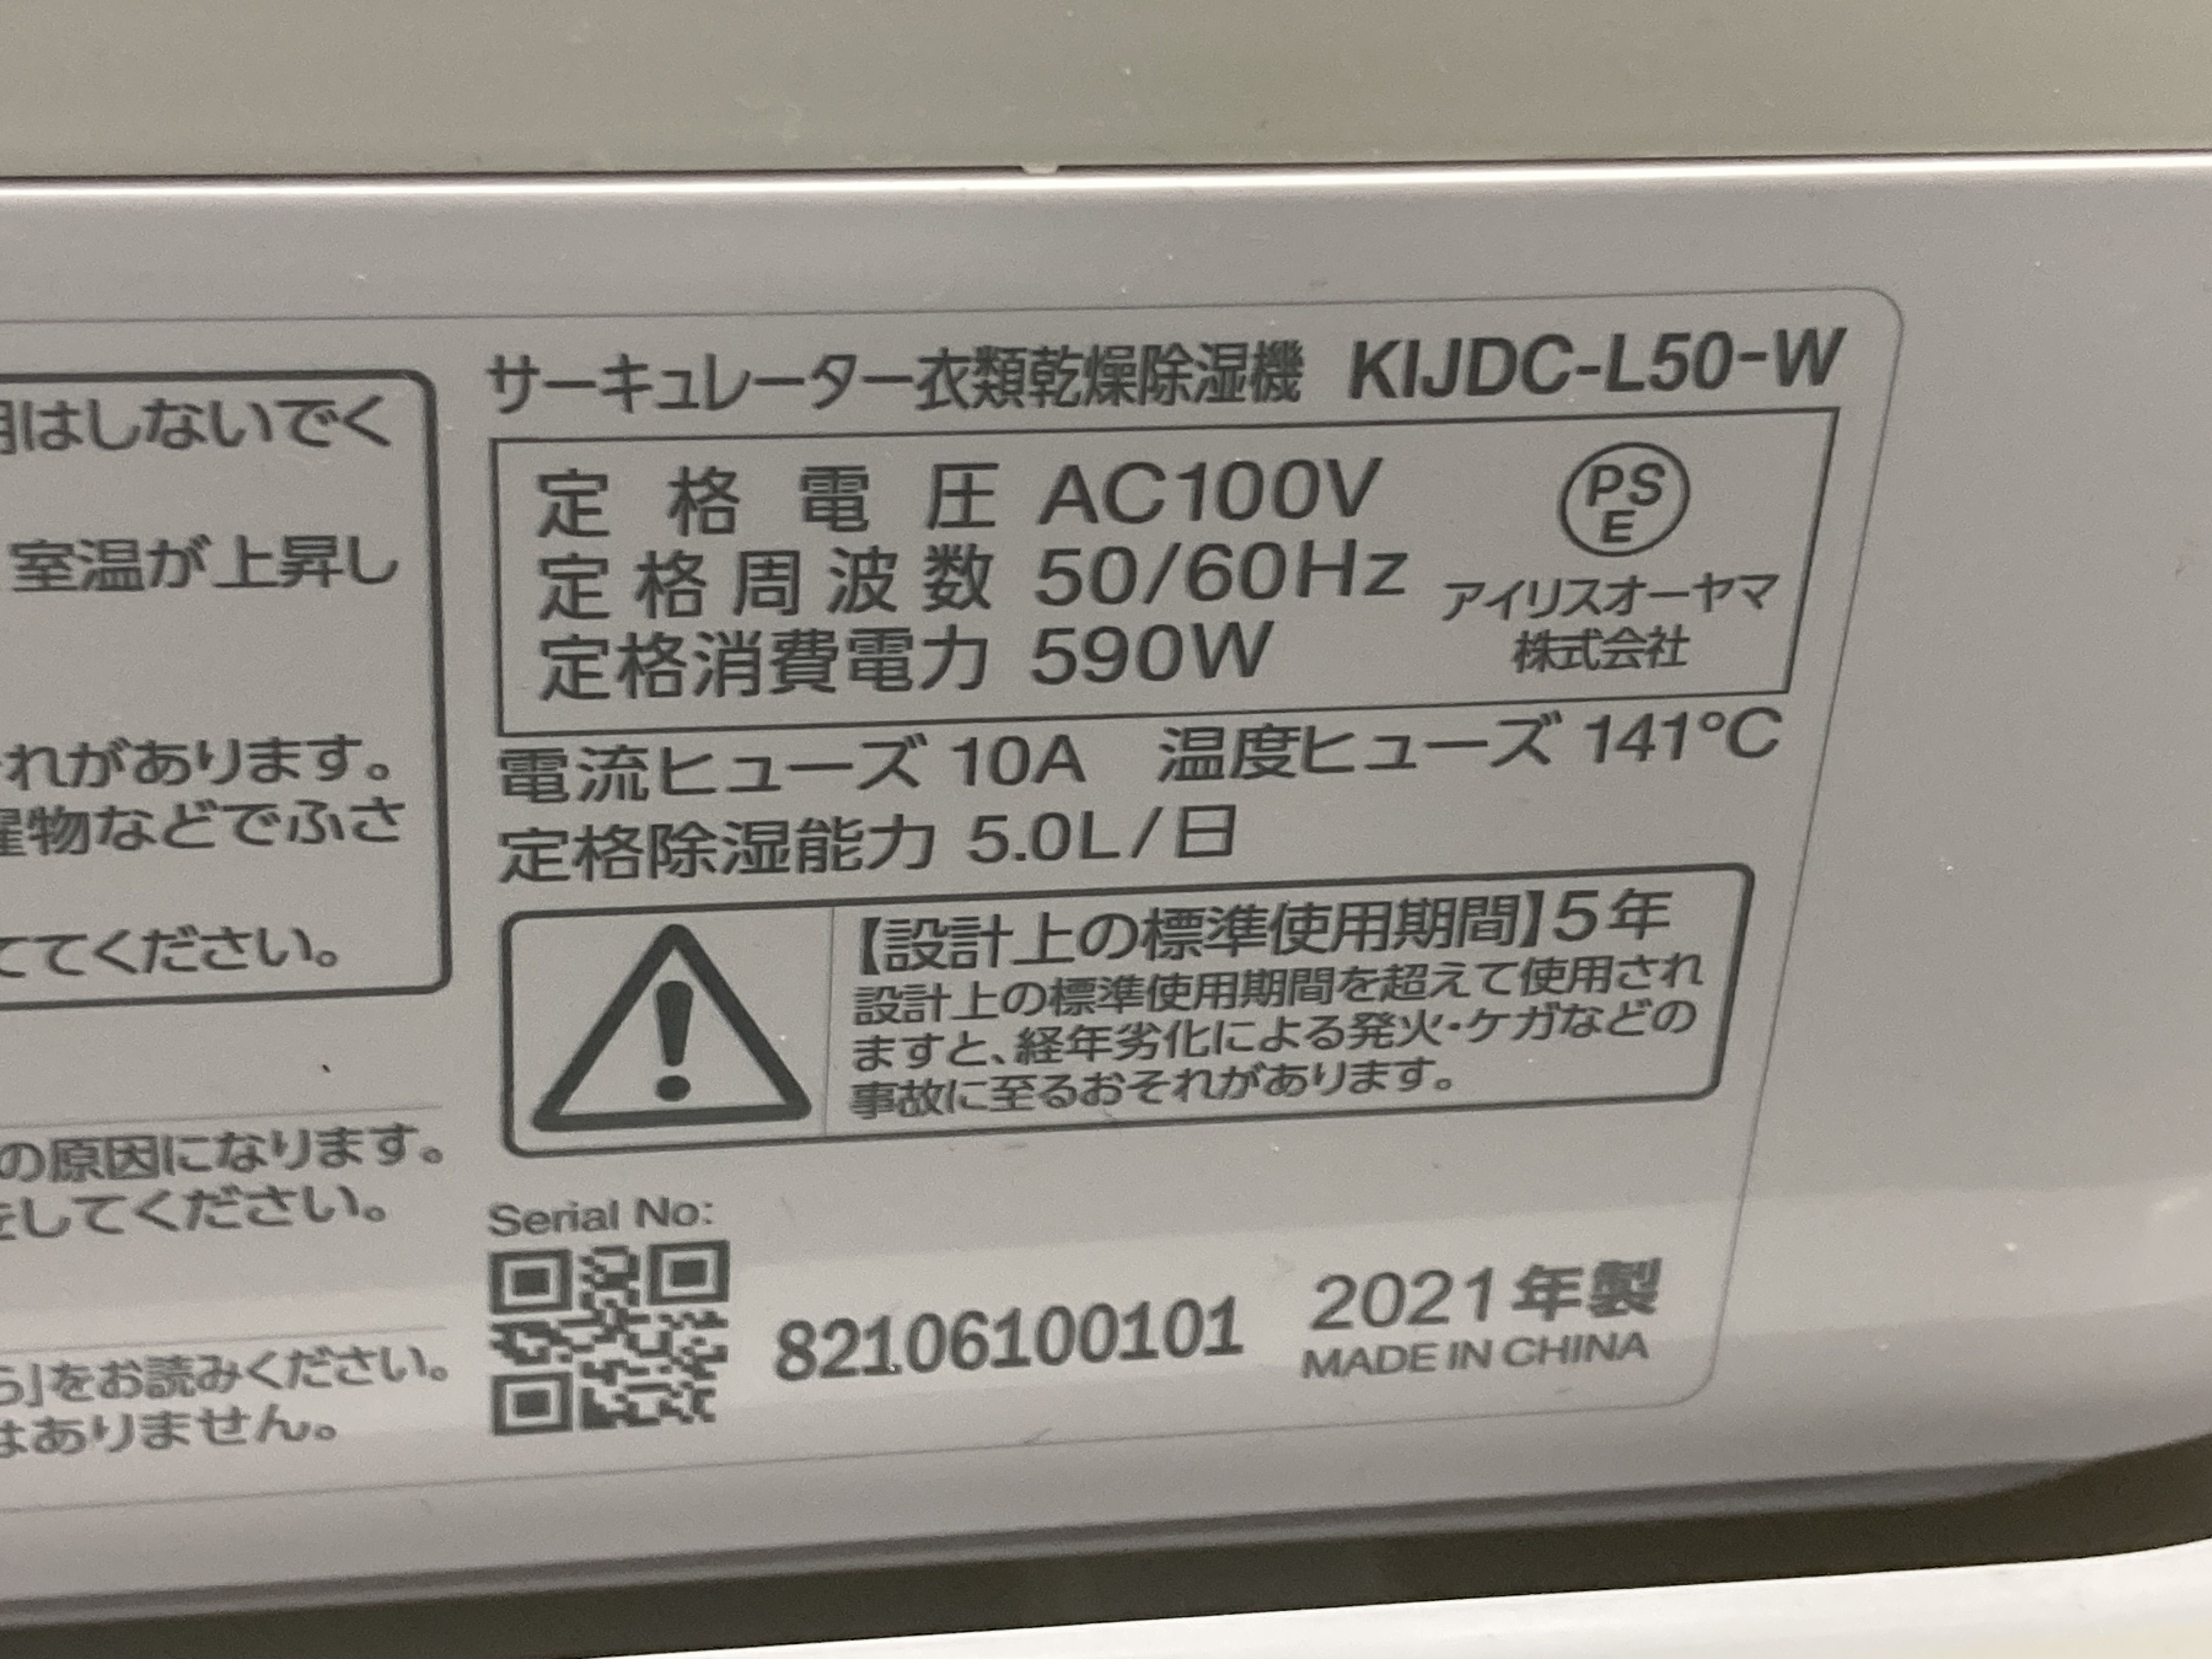 用はしないでく
室温が上昇し
れがあります。
濯物などでふさ
ててください。
の原因になります。
をしてください。
ら」をお読みください。
はありません。
サーキュレーター衣類乾燥除湿機 KIJDC-L50-W
定格電圧 AC100V
定格周波数 50/60Hz
定格消費電力 590W
PS
E
アイリスオーヤマ
株式会社
電流ヒューズ 10A 温度ヒューズ 141℃
定格除湿能力 5.0L/日
【設計上の標準使用期間】5年
設計上の標準使用期間を超えて使用され
ますと、経年劣化による発火・ケガなどの
事故に至るおそれがあります。
Serial No:
82106100101
2021年製
MADE IN CHINA